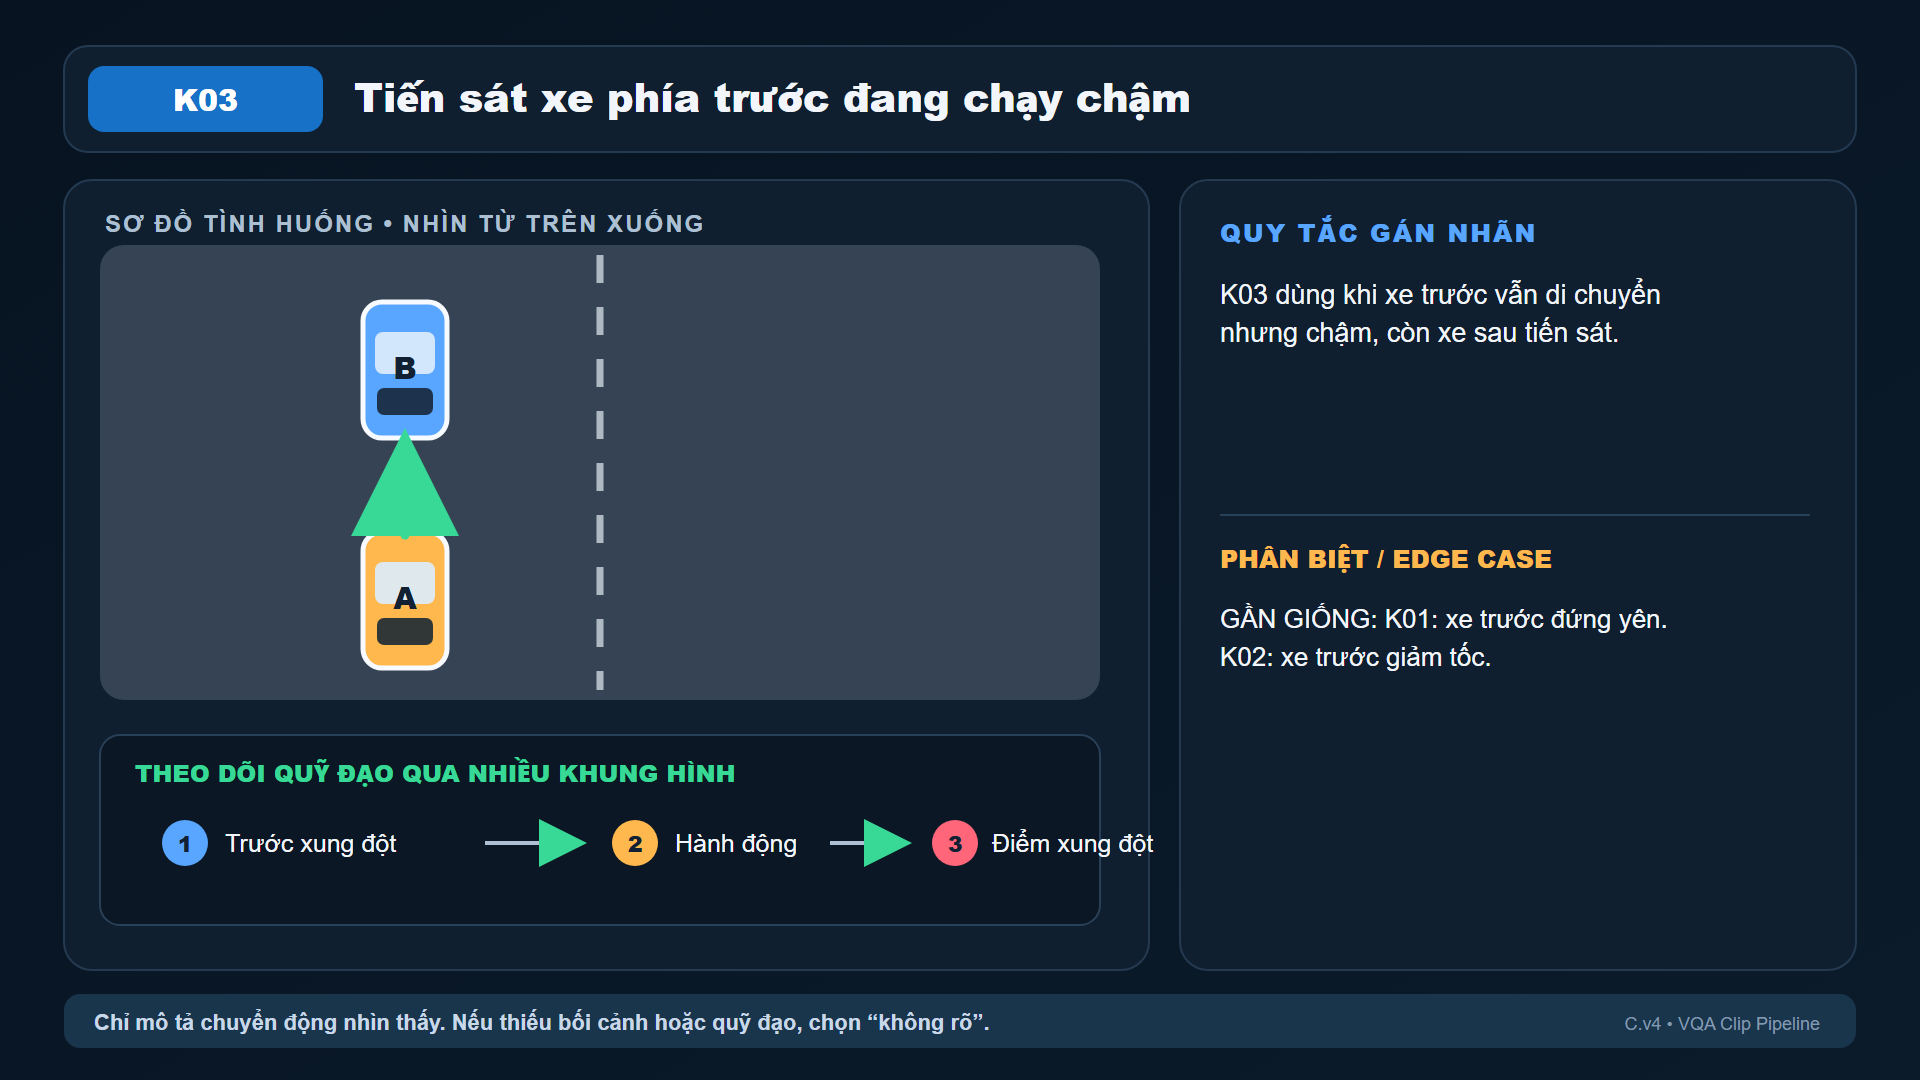 K03
Tiến sát xe phía trước đang chạy chậm
SƠ ĐỒ TÌNH HUỐNG • NHÌN TỪ TRÊN XUỐNG
B
A
THEO DÕI QUỸ ĐẠO QUA NHIỀU KHUNG HÌNH
1 Trước xung đột
2 Hành động
3 Điểm xung đột
QUY TẮC GÁN NHÃN
K03 dùng khi xe trước vẫn di chuyển
nhưng chậm, còn xe sau tiến sát.
PHÂN BIỆT / EDGE CASE
GẦN GIỐNG: K01: xe trước đứng yên.
K02: xe trước giảm tốc.
Chỉ mô tả chuyển động nhìn thấy. Nếu thiếu bối cảnh hoặc quỹ đạo, chọn “không rõ”.
C.v4 • VQA Clip Pipeline